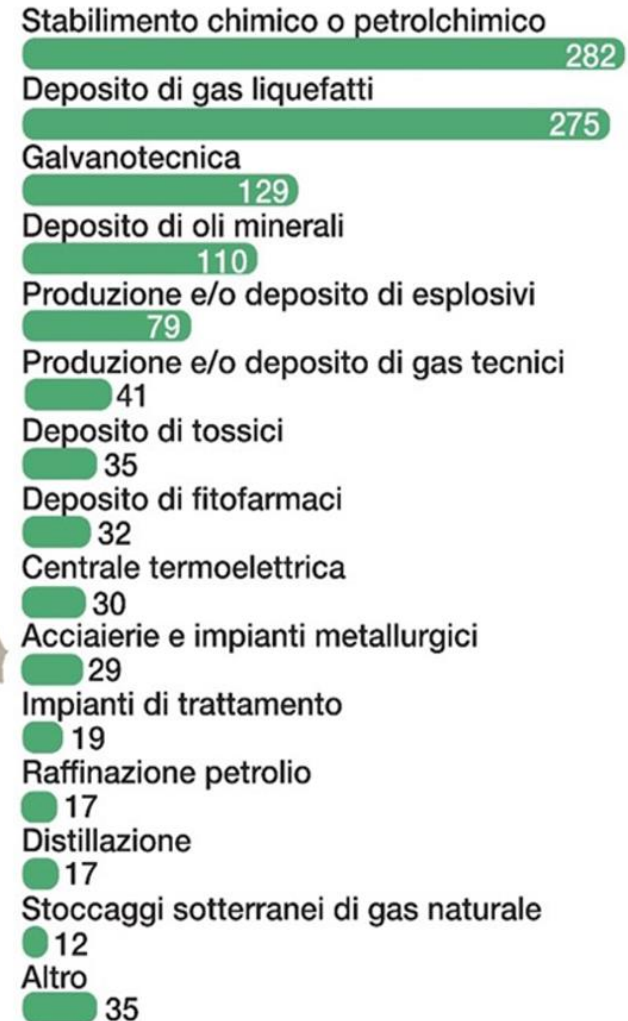 Stabilimento chimico o petrolchimico
282
Deposito di gas liquefatti
275
Galvanotecnica
129
Deposito di oli minerali
110
Produzione e/o deposito di esplosivi
79
Produzione e/o deposito di gas tecnici
41
Deposito di tossici
35
Deposito di fitofarmaci
32
Centrale termoelettrica
30
Acciaierie e impianti metallurgici
29
Impianti di trattamento
19
Raffinazione petrolio
17
Distillazione
17
Stoccaggi sotterranei di gas naturale
12
Altro
35